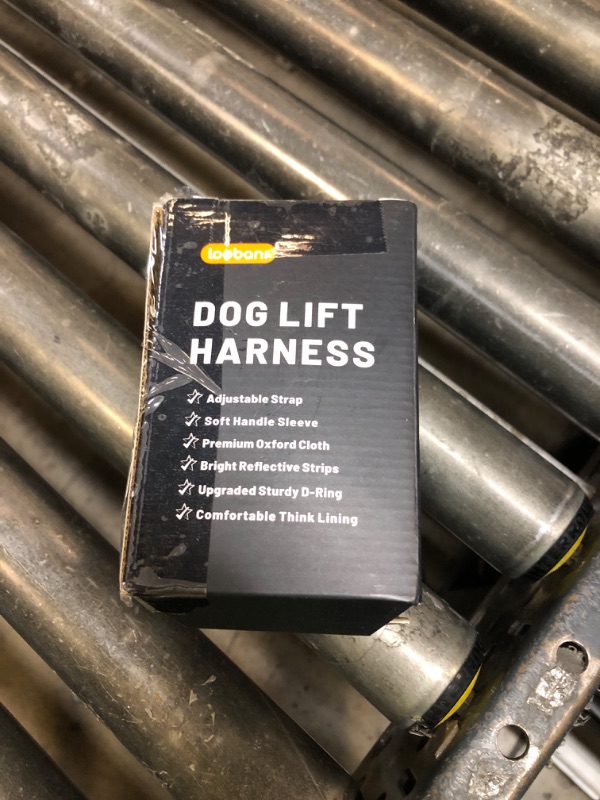 loobani
DOG LIFT
HARNESS
Adjustable Strap
Soft Handle Sleeve
Premium Oxford Cloth
Bright Reflective Strips
Upgraded Sturdy D-Ring
Comfortable Think Lining